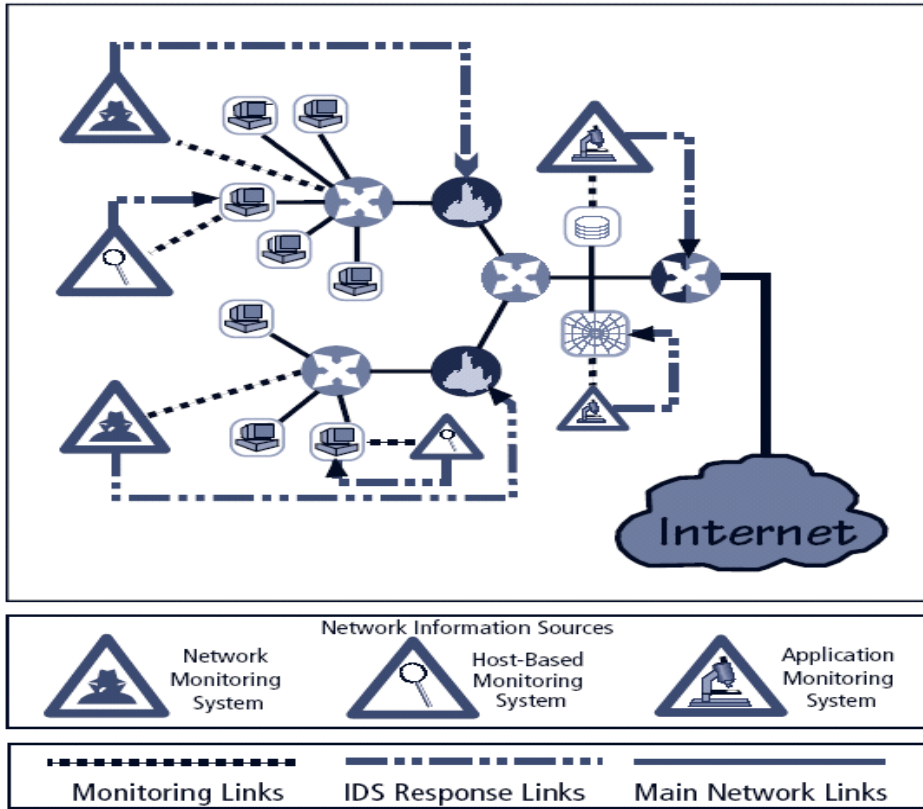 Internet
Network Information Sources
Network
Monitoring
System
Host-Based
Monitoring
System
Application
Monitoring
System
Monitoring Links
IDS Response Links
Main Network Links